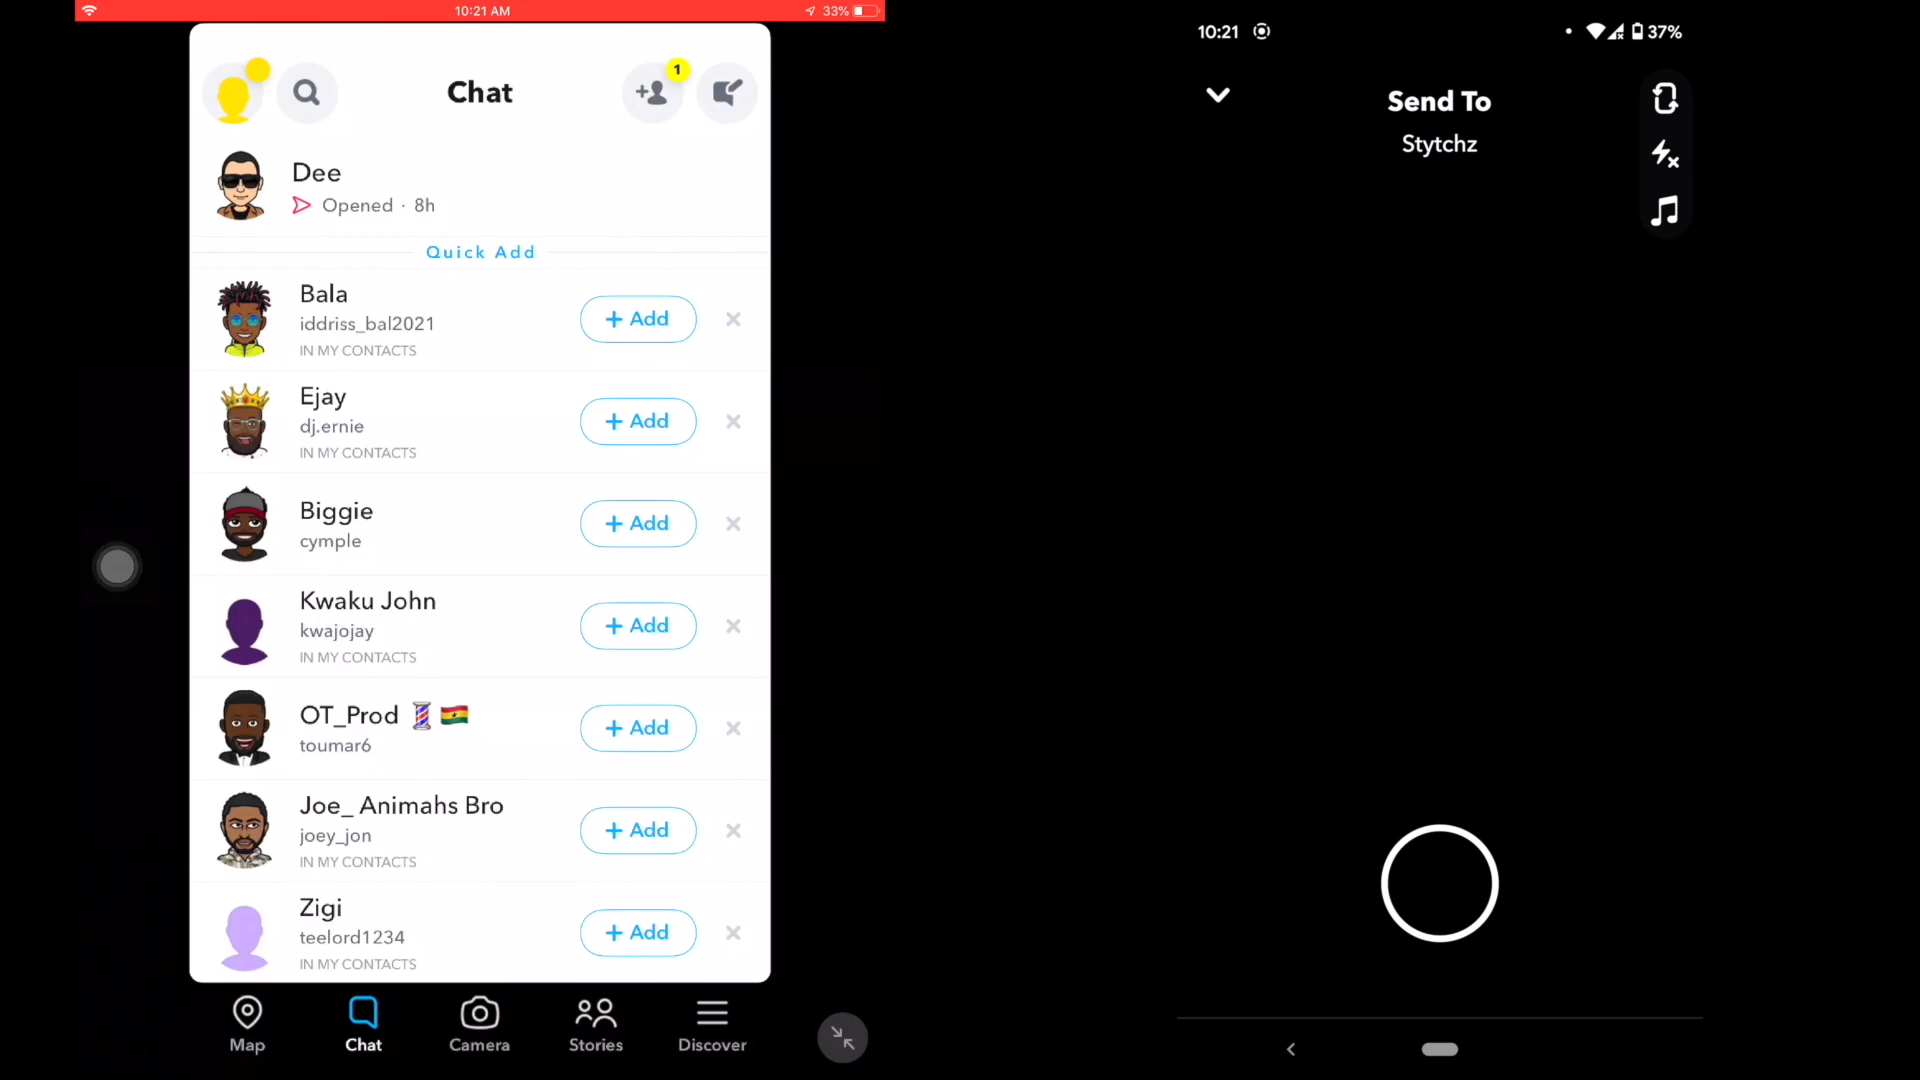 10:21 AM
33%
Chat
1
Dee
Opened · 8h
Quick Add
Bala
iddriss_bal2021
IN MY CONTACTS
+ Add
Ejay
dj.ernie
IN MY CONTACTS
+ Add
Biggie
cymple
+ Add
Kwaku John
kwajojay
IN MY CONTACTS
+ Add
OT_Prod 💈🇬🇭
toumar6
+ Add
Joe_ Animahs Bro
joey_jon
IN MY CONTACTS
+ Add
Zigi
teelord1234
IN MY CONTACTS
+ Add
Map
Chat
Camera
Stories
Discover
10:21
37%
Send To
Stytchz